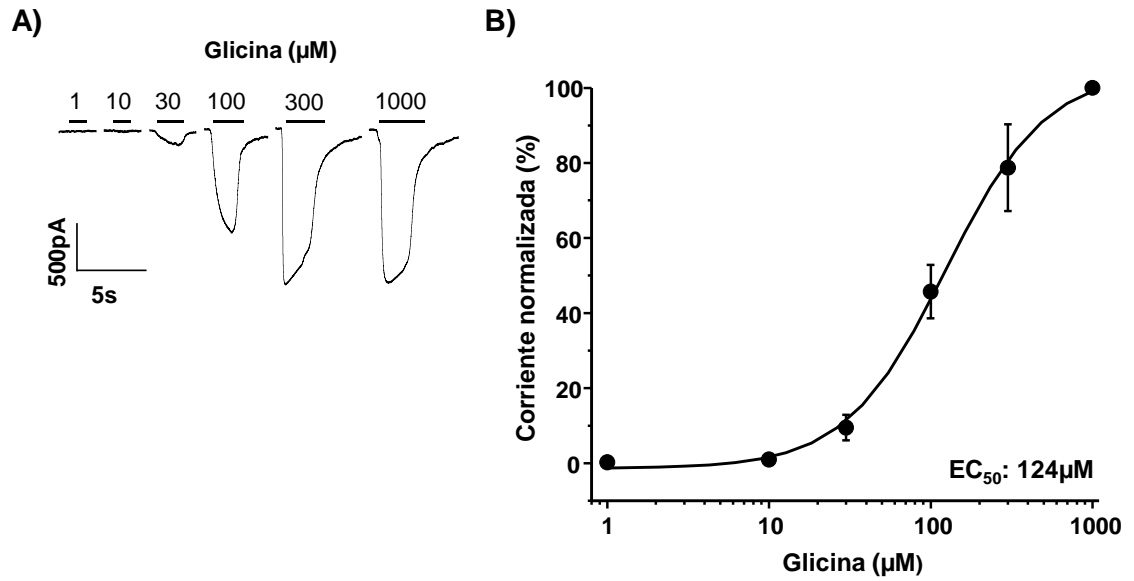 A)
Glicina (µM)
1 10 30 100 300 1000
500pA
5s
B)
Corriente normalizada (%)
100
80
60
40
20
0
EC₅₀: 124µM
1 10 100 1000
Glicina (µM)